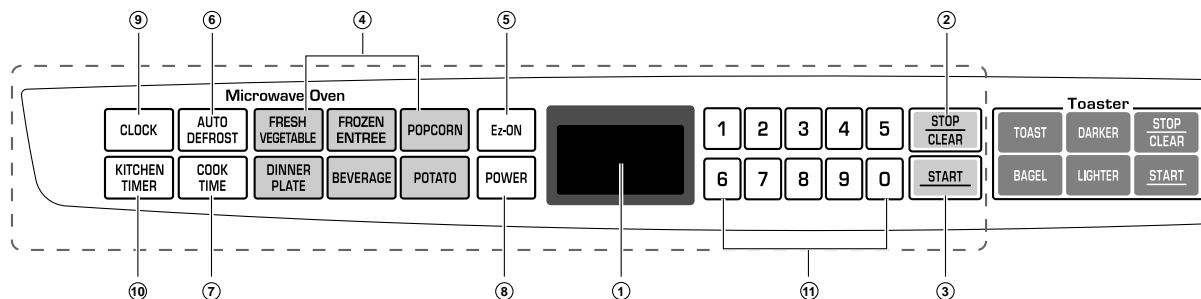 ⑨ ⑥ ④ ⑤ ②
Microwave Oven
Toaster
CLOCK
AUTO
DEFROST
FRESH
VEGETABLE
FROZEN
ENTREE
POPCORN
Ez-ON
1 2 3 4 5
STOP
CLEAR
TOAST
DARKER
STOP
CLEAR
KITCHEN
TIMER
COOK
TIME
DINNER
PLATE
BEVERAGE
POTATO
POWER
6 7 8 9 0
START
BAGEL
LIGHTER
START
⑩ ⑦ ⑧ ① ⑪ ③